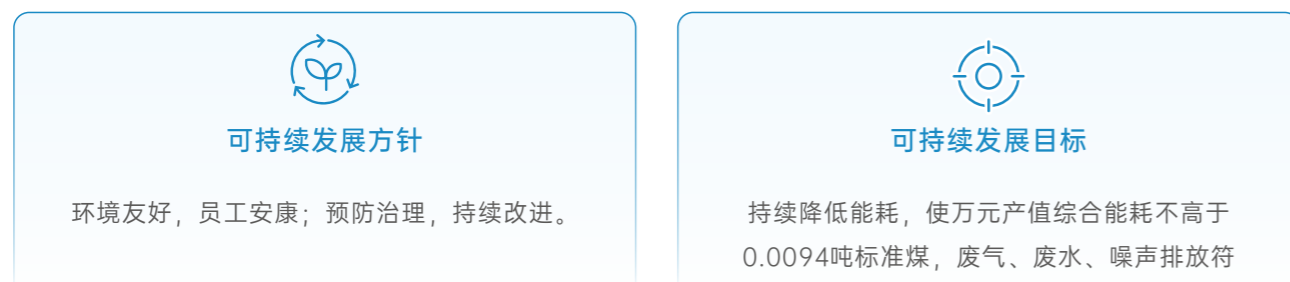 可持续发展方针
环境友好，员工安康；预防治理，持续改进。
可持续发展目标
持续降低能耗，使万元产值综合能耗不高于
0.0094吨标准煤，废气、废水、噪声排放符